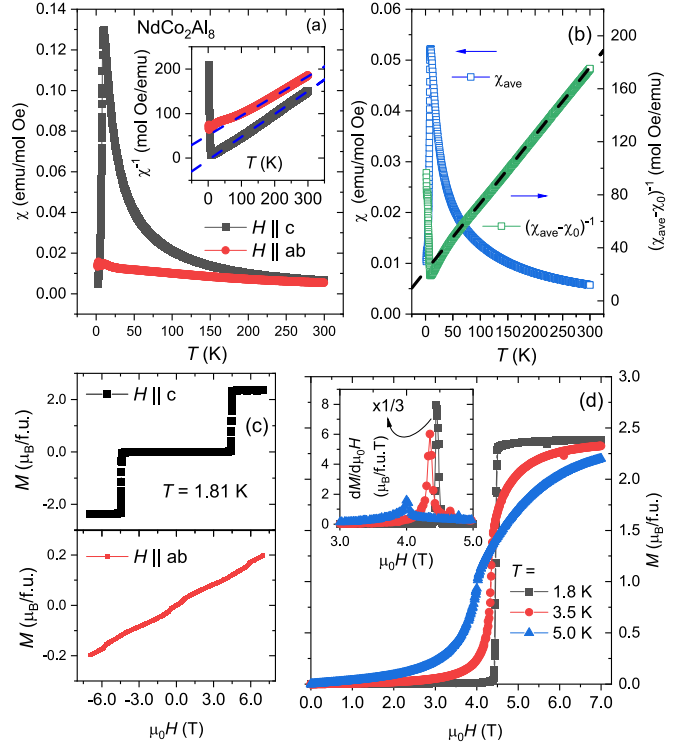 (a)
NdCo₂Al₈
χ (emu/mol Oe)
0.14
0.12
0.10
0.08
0.06
0.04
0.02
0.00
0 50 100 150 200 250 300
T (K)
χ⁻¹ (mol Oe/emu)
200
100
0
0 100 200 300
T (K)
H || c
H || ab
(b)
0.06
0.05
0.04
0.03
0.02
0.01
0.00
χ (emu/mol Oe)
χave
(χave-χ0)⁻¹
0 50 100 150 200 250 300
T (K)
200
160
120
80
40
0
(χave-χ0)⁻¹ (mol Oe/emu)
(c)
H || c
M (μB/f.u.)
2.0
0.0
-2.0
T = 1.81 K
H || ab
M (μB/f.u.)
0.2
0.0
-0.2
-6.0 -3.0 0.0 3.0 6.0
μ0H (T)
(d)
x1/3
dM/dμ0H
(μB/f.u.T)
8
6
4
2
0
3.0 4.0 5.0
μ0H (T)
T =
1.8 K
3.5 K
5.0 K
3.0
2.5
2.0
1.5
1.0
0.5
0.0
M (μB/f.u.)
0.0 1.0 2.0 3.0 4.0 5.0 6.0 7.0
μ0H (T)